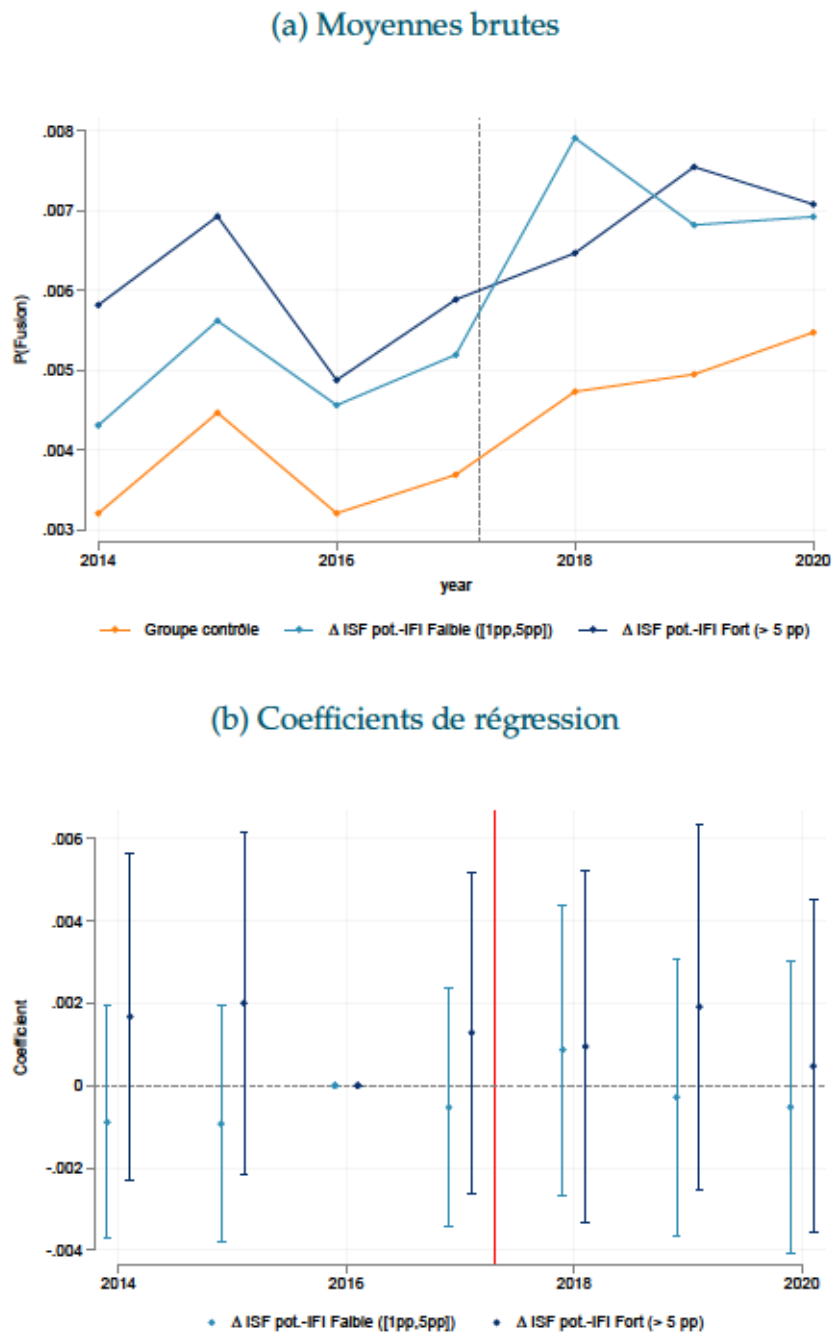 (a) Moyennes brutes
.008
.007
.006
.005
.004
.003
P(Fusion)
2014
2016
2018
2020
year
Groupe contrôle
Δ ISF pot.-IFI Faible ([1pp,5pp])
Δ ISF pot.-IFI Fort (> 5 pp)
(b) Coefficients de régression
.006
.004
.002
0
-.002
-.004
Coefficient
2014
2016
2018
2020
Δ ISF pot.-IFI Faible ([1pp,5pp])
Δ ISF pot.-IFI Fort (> 5 pp)